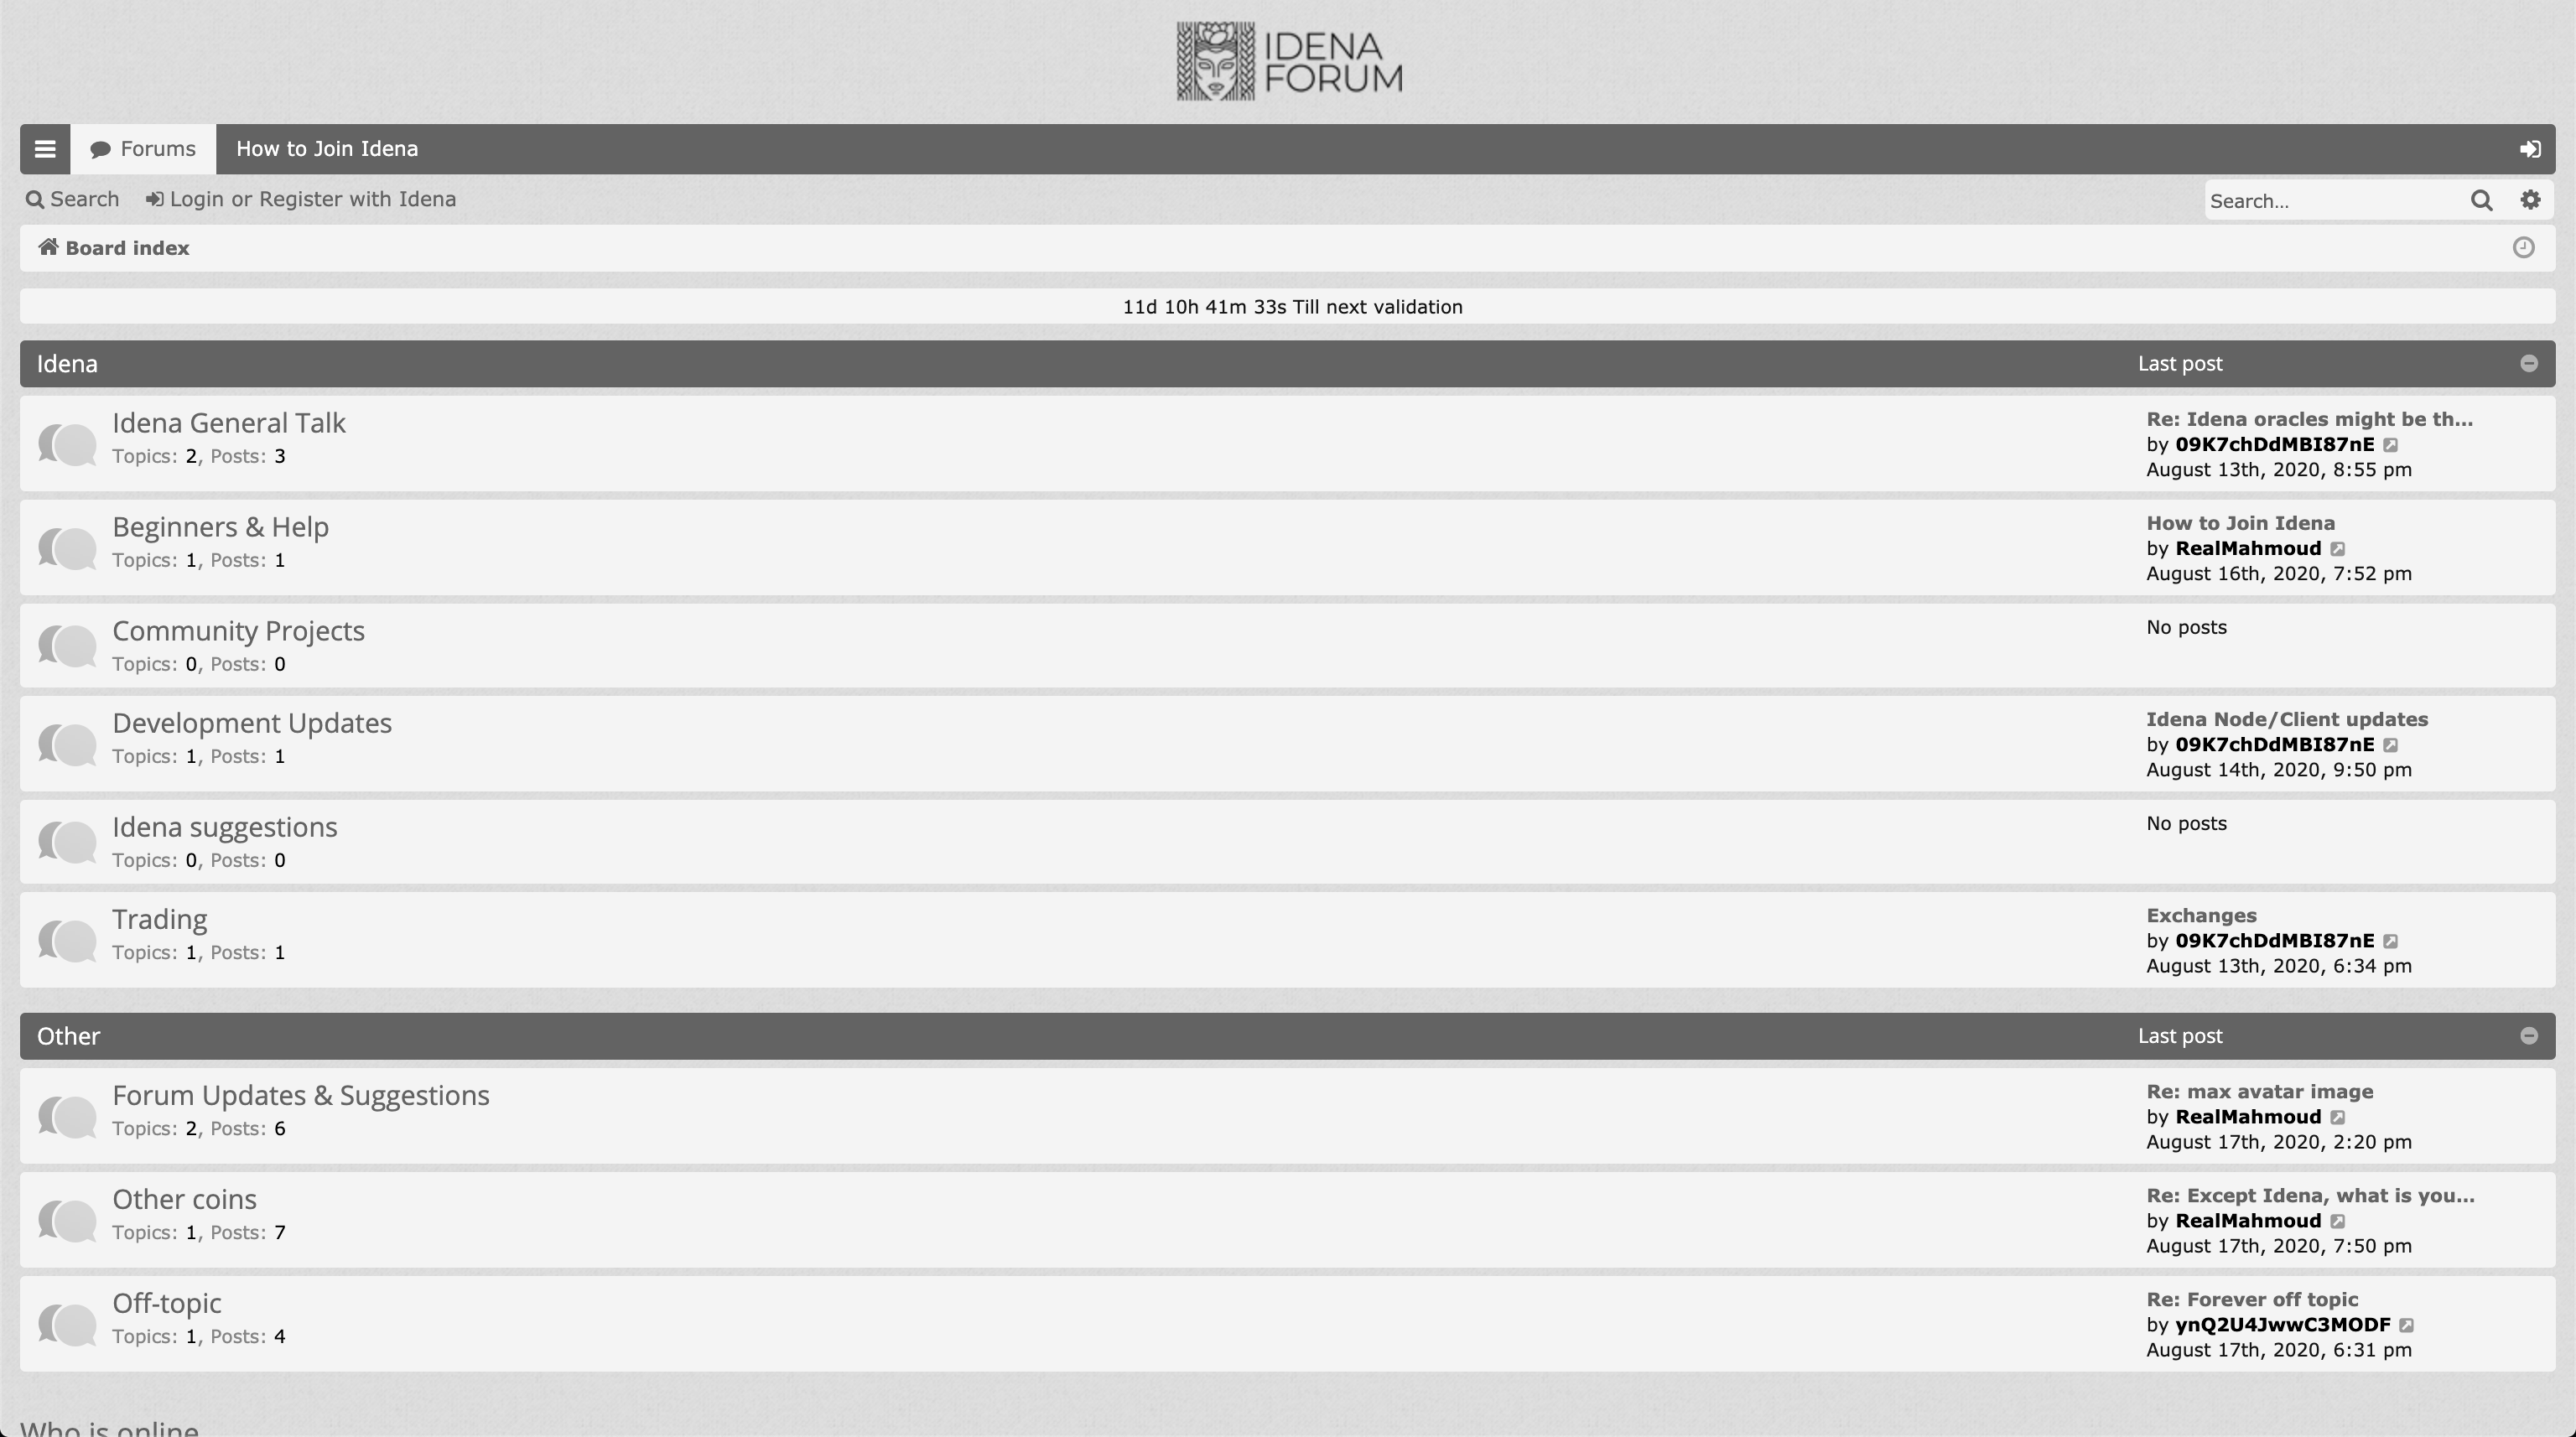 IDENA
FORUM
Forums
How to Join Idena
Search
Login or Register with Idena
Search...
Board index
11d 10h 41m 33s Till next validation
Idena
Last post
Idena General Talk
Topics: 2, Posts: 3
Re: Idena oracles might be th...
by 09K7chDdMBI87nE
August 13th, 2020, 8:55 pm
Beginners & Help
Topics: 1, Posts: 1
How to Join Idena
by RealMahmoud
August 16th, 2020, 7:52 pm
Community Projects
Topics: 0, Posts: 0
No posts
Development Updates
Topics: 1, Posts: 1
Idena Node/Client updates
by 09K7chDdMBI87nE
August 14th, 2020, 9:50 pm
Idena suggestions
Topics: 0, Posts: 0
No posts
Trading
Topics: 1, Posts: 1
Exchanges
by 09K7chDdMBI87nE
August 13th, 2020, 6:34 pm
Other
Last post
Forum Updates & Suggestions
Topics: 2, Posts: 6
Re: max avatar image
by RealMahmoud
August 17th, 2020, 2:20 pm
Other coins
Topics: 1, Posts: 7
Re: Except Idena, what is you...
by RealMahmoud
August 17th, 2020, 7:50 pm
Off-topic
Topics: 1, Posts: 4
Re: Forever off topic
by ynQ2U4JwwC3MODF
August 17th, 2020, 6:31 pm
Who is online